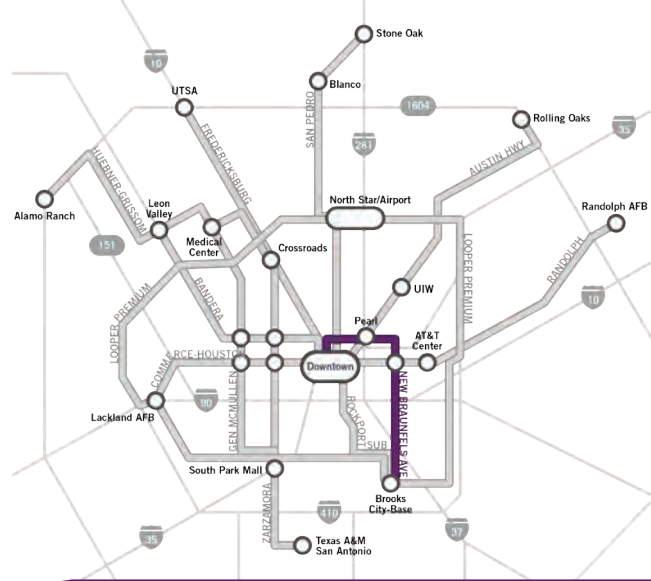 Stone Oak
10
Blanco
UTSA
1604
SAN PEDRO
Rolling Oaks
FREDERICKSBURG
35
281
AUSTIN HWY
HUEBNER-GRISSOM
Leon
Valley
North Star/Airport
Randolph AFB
Alamo Ranch
Medical
Center
151
Crossroads
LOOPER PREMIUM
RANDOLPH
BANDERA
UIW
10
LOOPER PREMIUM
Pearl
AT&T
Center
COMMERCE-HOUSTON
Downtown
90
Lackland AFB
GEN MCMULLEN
ROCKPORT
NEW BRAUNFELS AVE
SUB
South Park Mall
Brooks
City-Base
ZARZAMORA
410
35
37
Texas A&M
San Antonio